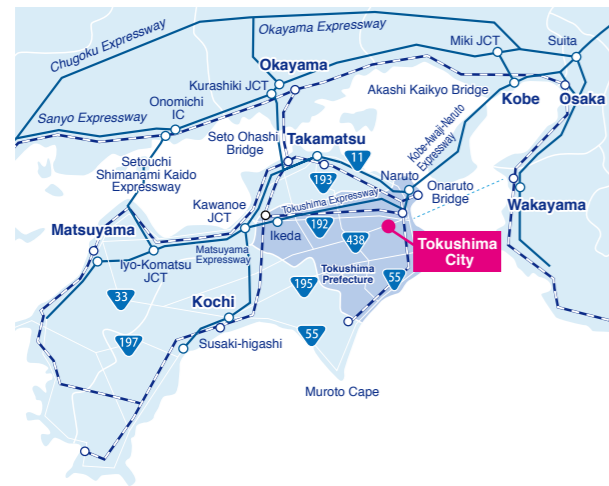 Chugoku Expressway
Okayama Expressway
Miki JCT
Suita
Okayama
Kurashiki JCT
Akashi Kaikyo Bridge
Kobe
Osaka
Onomichi
IC
Sanyo Expressway
Seto Ohashi
Bridge
Takamatsu
11
Kobe-Awaji-Naruto
Expressway
Setouchi
Shimanami Kaido
Expressway
193
Naruto
Onaruto
Bridge
Tokushima Expressway
Kawanoe
JCT
Wakayama
Ikeda
192
438
Tokushima
City
Matsuyama
Matsuyama
Expressway
Iyo-Komatsu
JCT
Tokushima
Prefecture
55
195
33
Kochi
197
55
Susaki-higashi
Muroto Cape